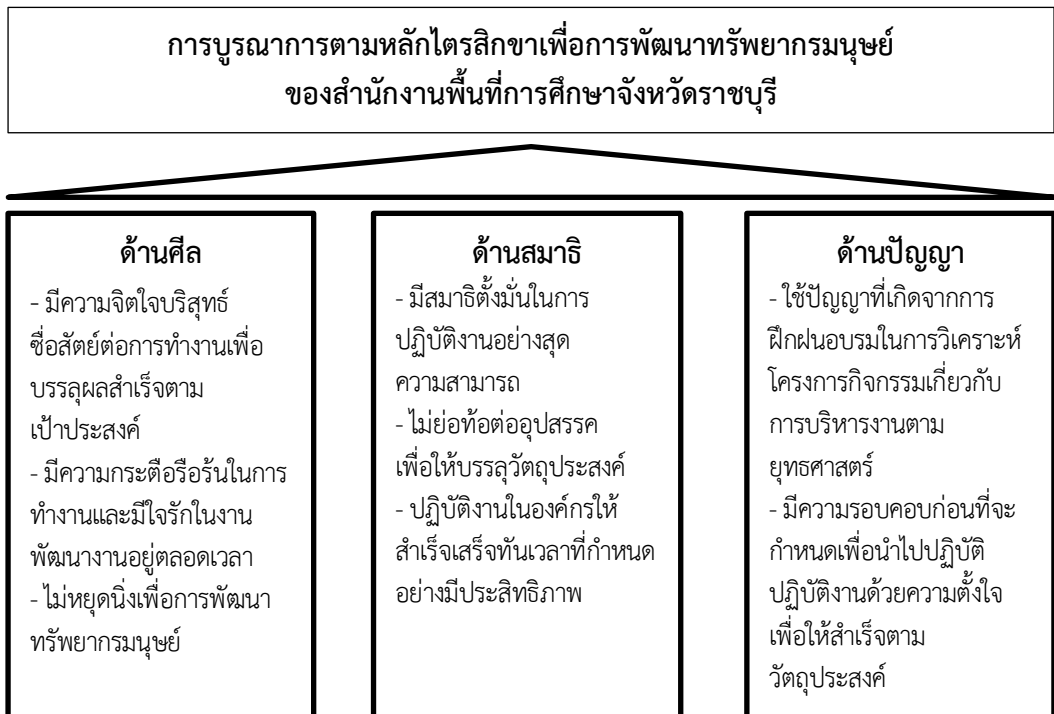 การบูรณาการตามหลักไตรสิกขาเพื่อการพัฒนาทรัพยากรมนุษย์
ของสำนักงานพื้นที่การศึกษาจังหวัดราชบุรี
ด้านศีล
- มีความจิตใจบริสุทธ์
ซื่อสัตย์ต่อการทำงานเพื่อ
บรรลุผลสำเร็จตาม
เป้าประสงค์
- มีความกระตือรือร้นในการ
ทำงานและมีใจรักในงาน
พัฒนางานอยู่ตลอดเวลา
- ไม่หยุดนิ่งเพื่อการพัฒนา
ทรัพยากรมนุษย์
ด้านสมาธิ
- มีสมาธิตั้งมั่นในการ
ปฏิบัติงานอย่างสุด
ความสามารถ
- ไม่ย่อท้อต่ออุปสรรค
เพื่อให้บรรลุวัตถุประสงค์
- ปฏิบัติงานในองค์กรให้
สำเร็จเสร็จทันเวลาที่กำหนด
อย่างมีประสิทธิภาพ
ด้านปัญญา
- ใช้ปัญญาที่เกิดจากการ
ฝึกฝนอบรมในการวิเคราะห์
โครงการกิจกรรมเกี่ยวกับ
การบริหารงานตาม
ยุทธศาสตร์
- มีความรอบคอบก่อนที่จะ
กำหนดเพื่อนำไปปฏิบัติ
ปฏิบัติงานด้วยความตั้งใจ
เพื่อให้สำเร็จตาม
วัตถุประสงค์